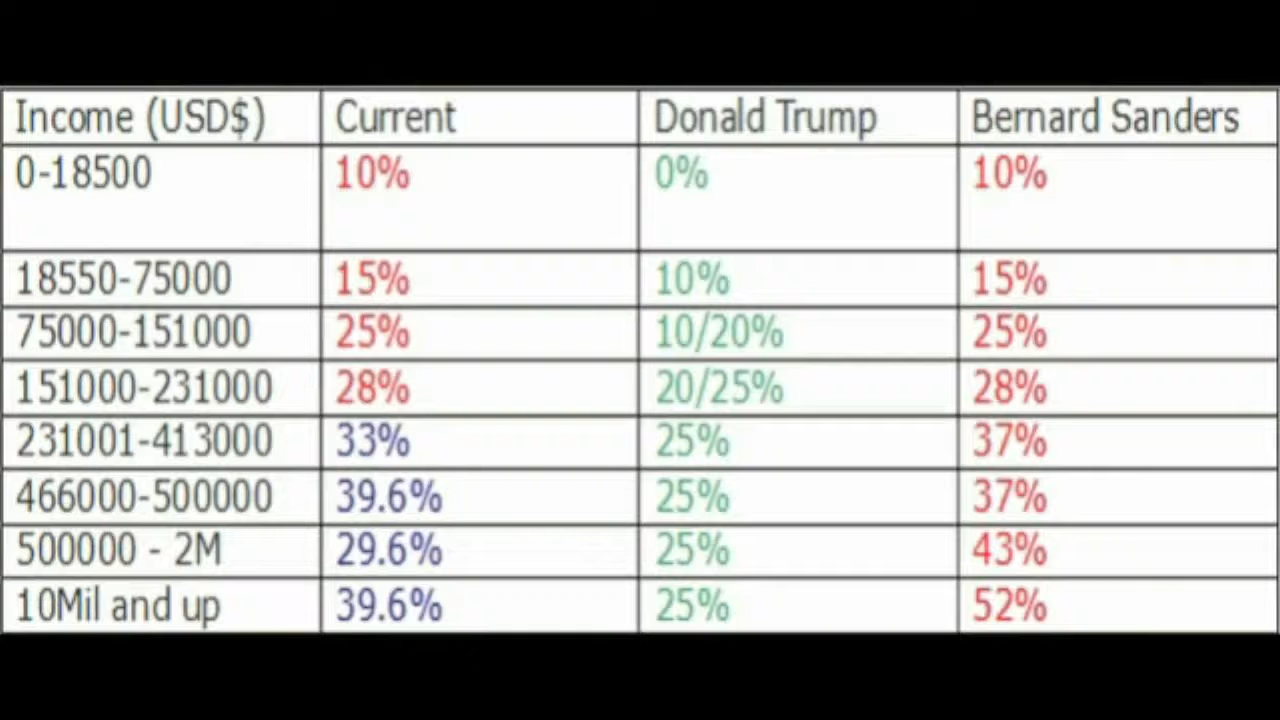 Income (USD$) Current Donald Trump Bernard Sanders
0-18500 10% 0% 10%
18550-75000 15% 10% 15%
75000-151000 25% 10/20% 25%
151000-231000 28% 20/25% 28%
231001-413000 33% 25% 37%
466000-500000 39.6% 25% 37%
500000 - 2M 29.6% 25% 43%
10Mil and up 39.6% 25% 52%